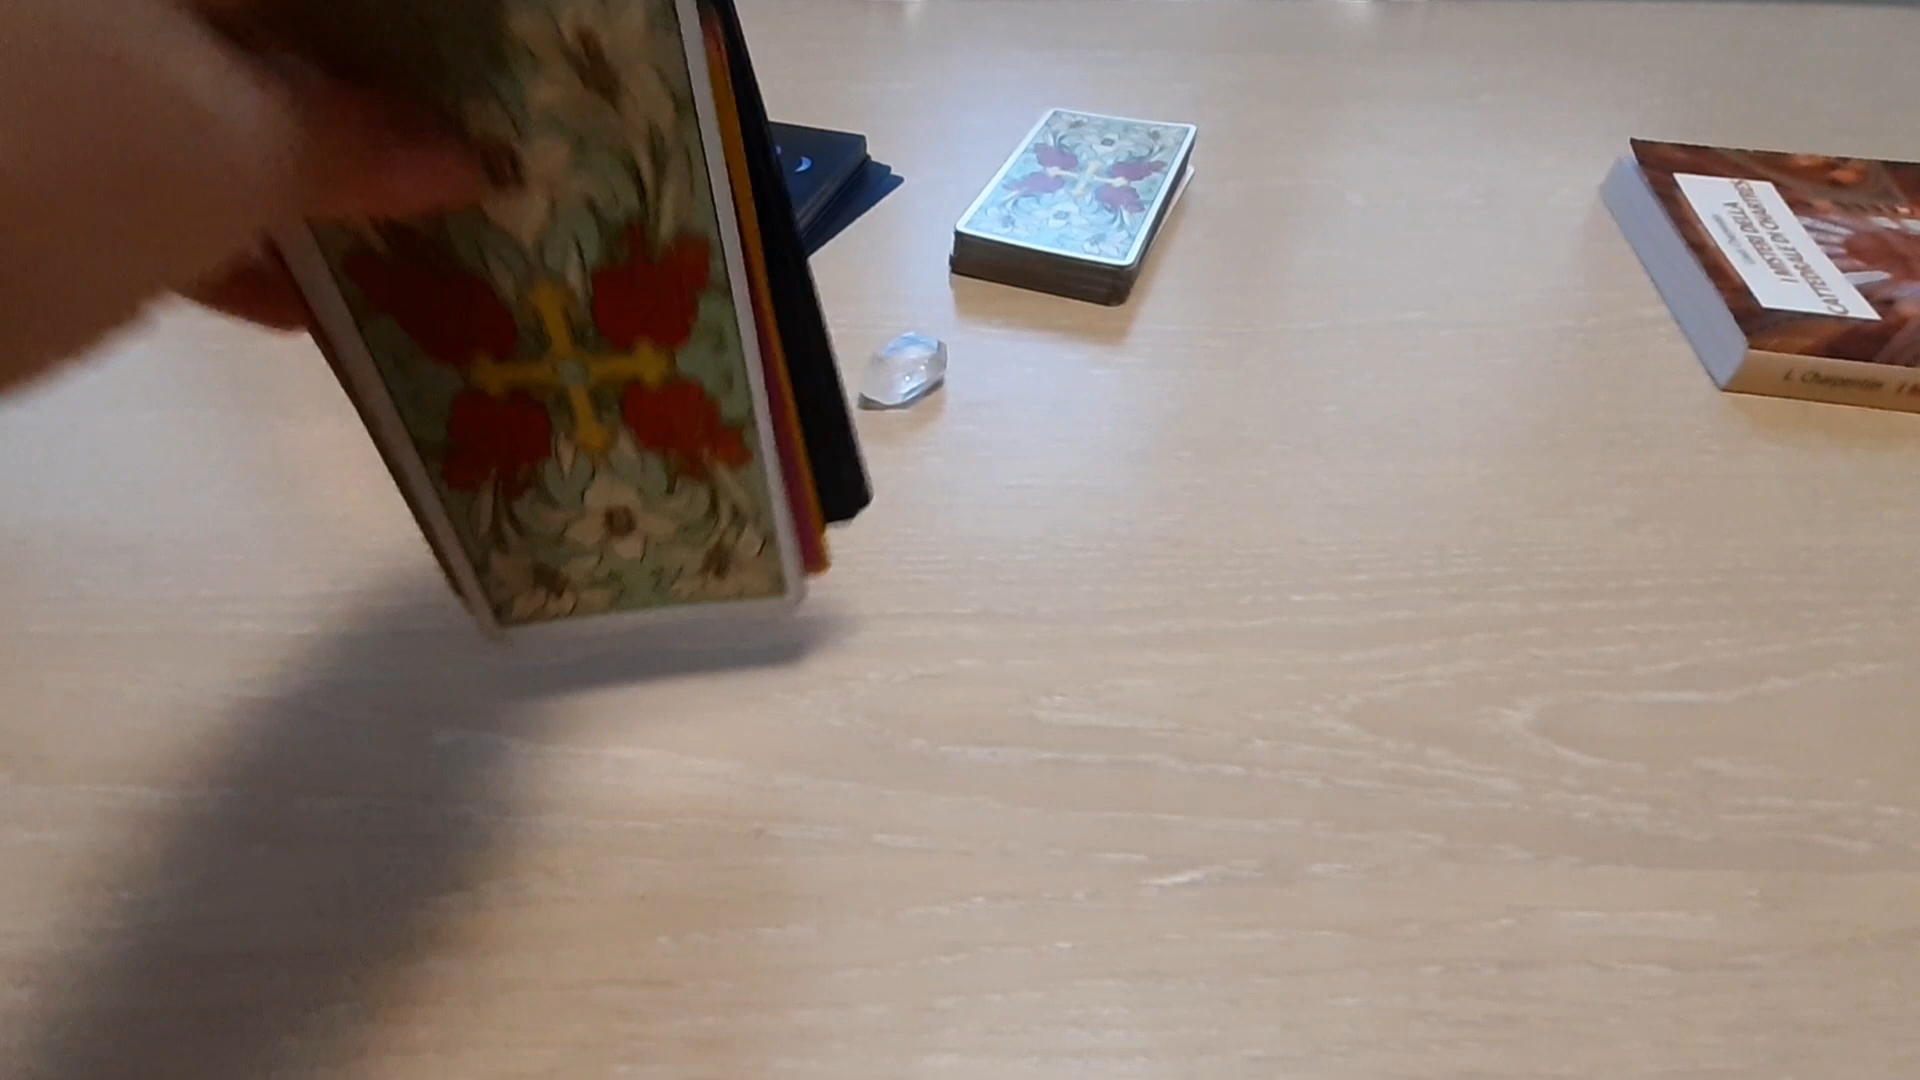 I MISTERI DELLA
CATTEDRALE DI CHARTRES
L. Charpentier